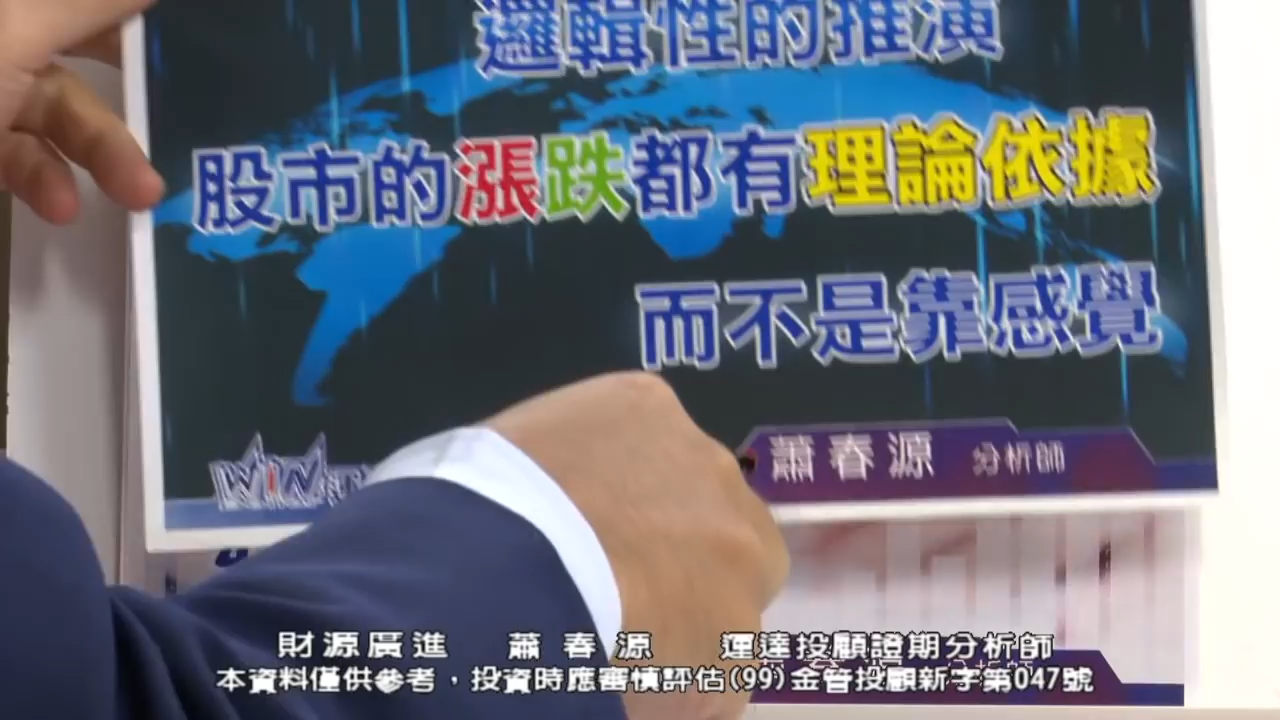 邏輯性的推演
股市的漲跌都有理論依據
而不是靠感覺
WIN
蕭春源 分析師
財源廣進 蕭春源 運達投顧證期分析師
本資料僅供參考，投資時應審慎評估(99)金管投顧新字第047號